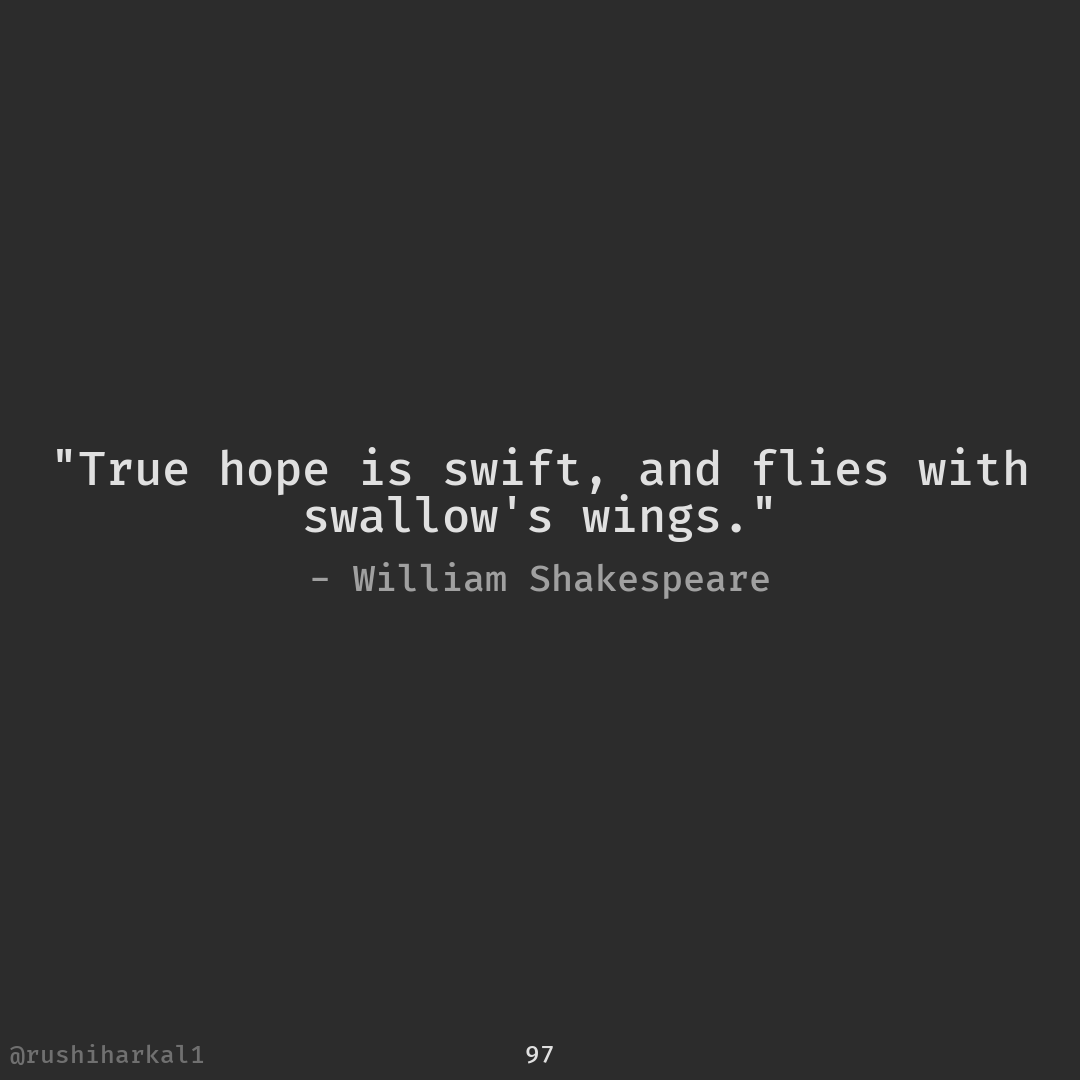 "True hope is swift, and flies with
swallow's wings."
– William Shakespeare
@rushiharkal1
97